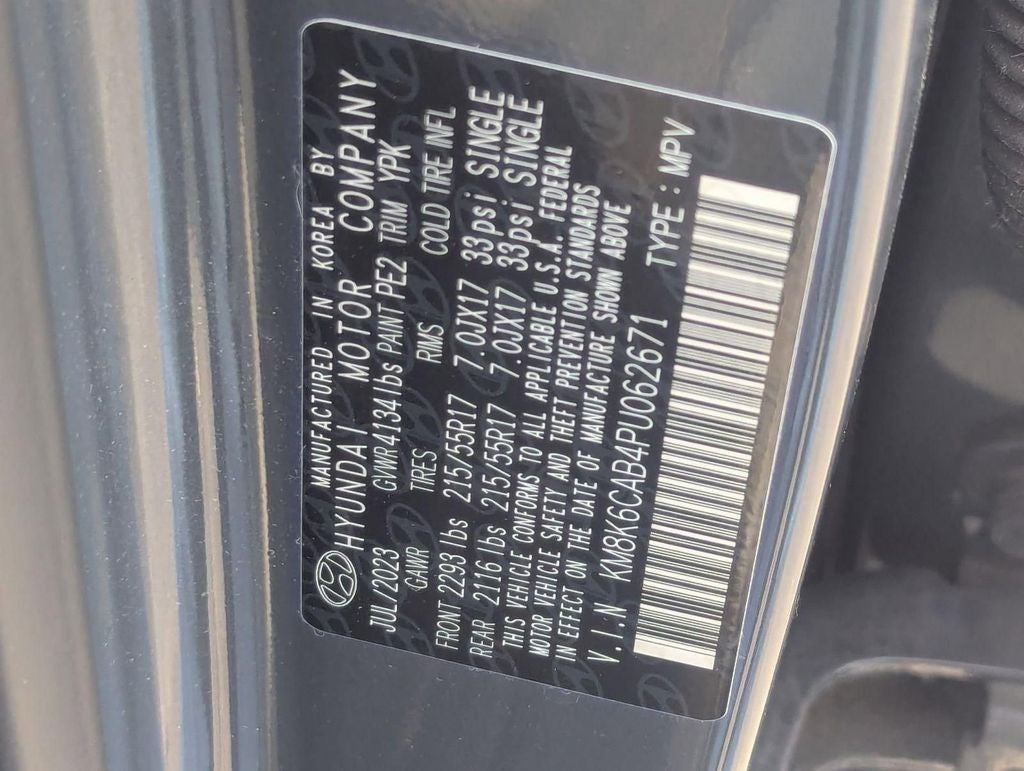 MANUFACTURED IN KOREA BY
HYUNDAI MOTOR COMPANY
JUL/2023 GVWR 4134 lbs PAINT PE2 TRIM YPK
GAWR TIRES RMS COLD TIRE INFL
FRONT 2293 lbs 215/55R17 7.0JX17 33psi SINGLE
REAR 2116 lbs 215/55R17 7.0JX17 33psi SINGLE
THIS VEHICLE CONFORMS TO ALL APPLICABLE U.S.A. FEDERAL
MOTOR VEHICLE SAFETY AND THEFT PREVENTION STANDARDS
IN EFFECT ON THE DATE OF MANUFACTURE SHOWN ABOVE
V.I.N KM8K6CAB4PU062671 TYPE : MPV